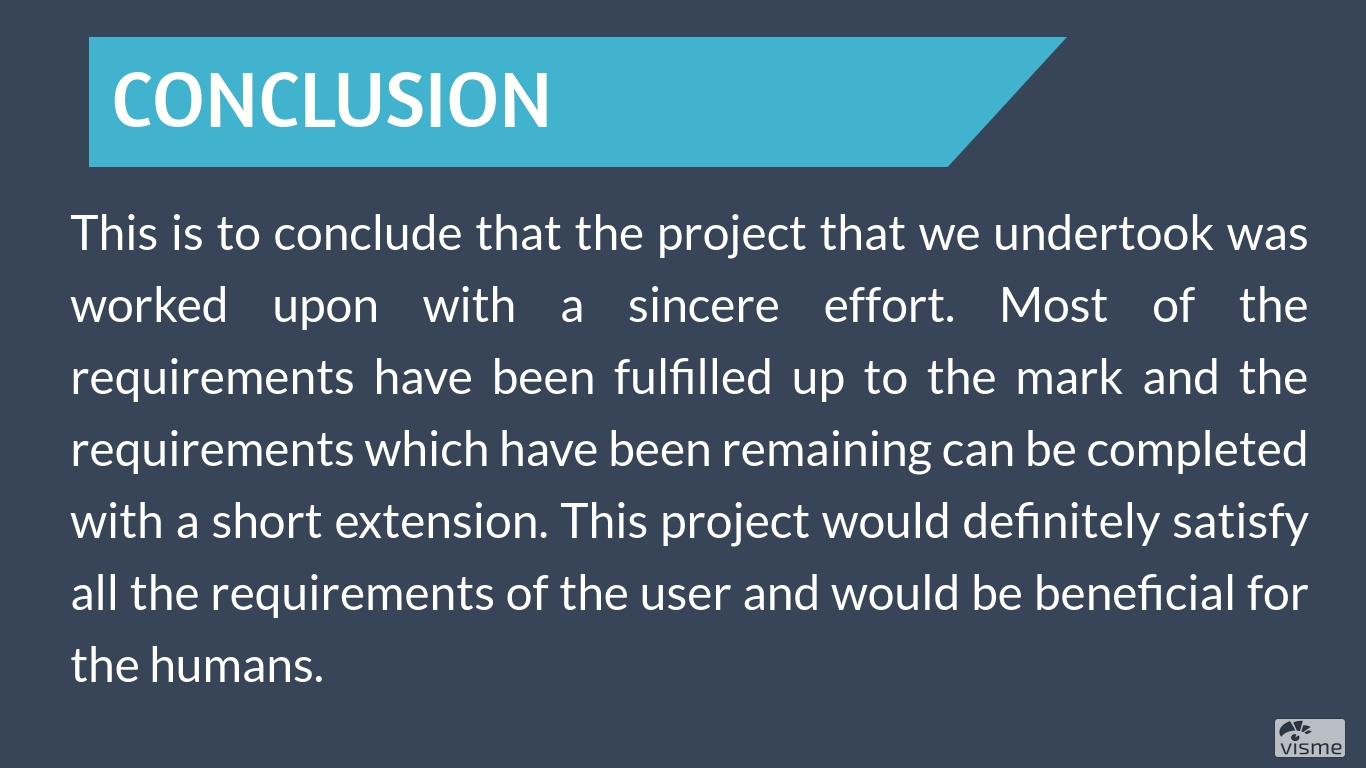 CONCLUSION
This is to conclude that the project that we undertook was
worked upon with a sincere effort. Most of the
requirements have been fulfilled up to the mark and the
requirements which have been remaining can be completed
with a short extension. This project would definitely satisfy
all the requirements of the user and would be beneficial for
the humans.
visme